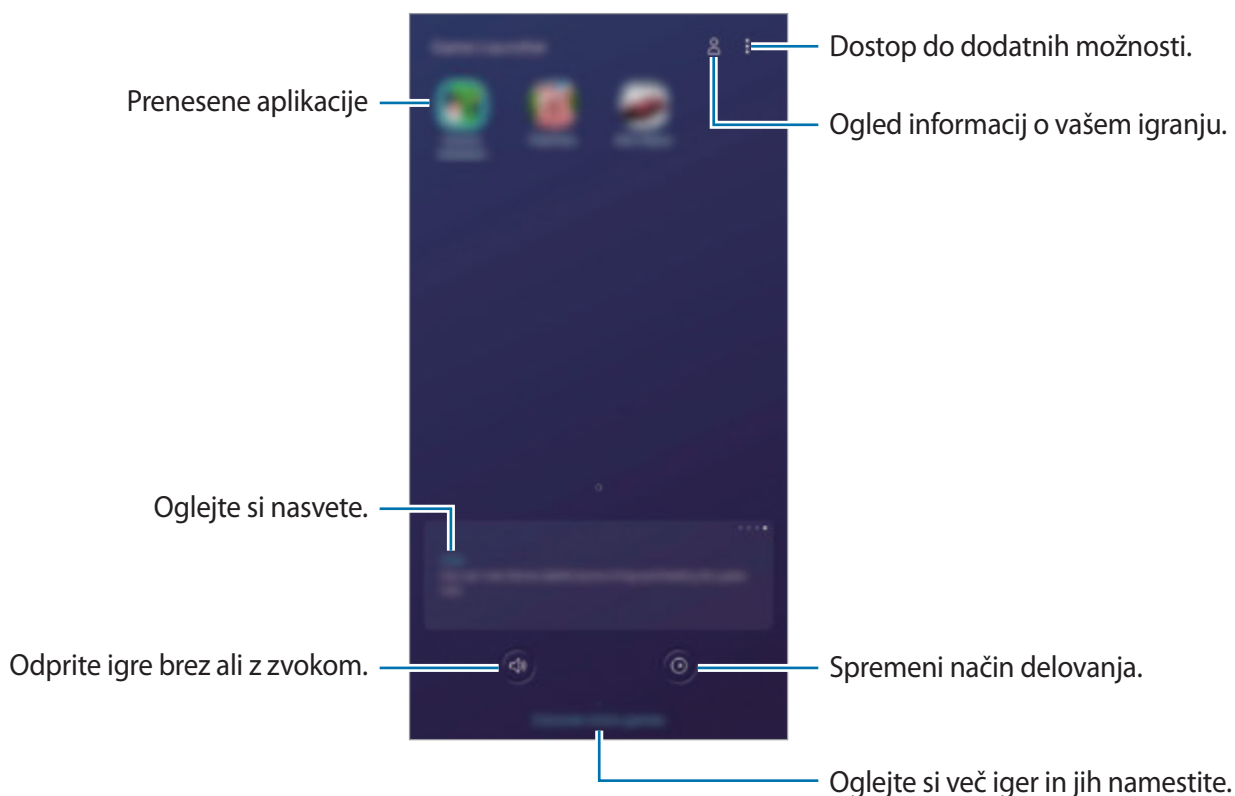 Dostop do dodatnih možnosti.
Prenesene aplikacije
Ogled informacij o vašem igranju.
Oglejte si nasvete.
Odprite igre brez ali z zvokom.
Spremeni način delovanja.
Oglejte si več iger in jih namestite.